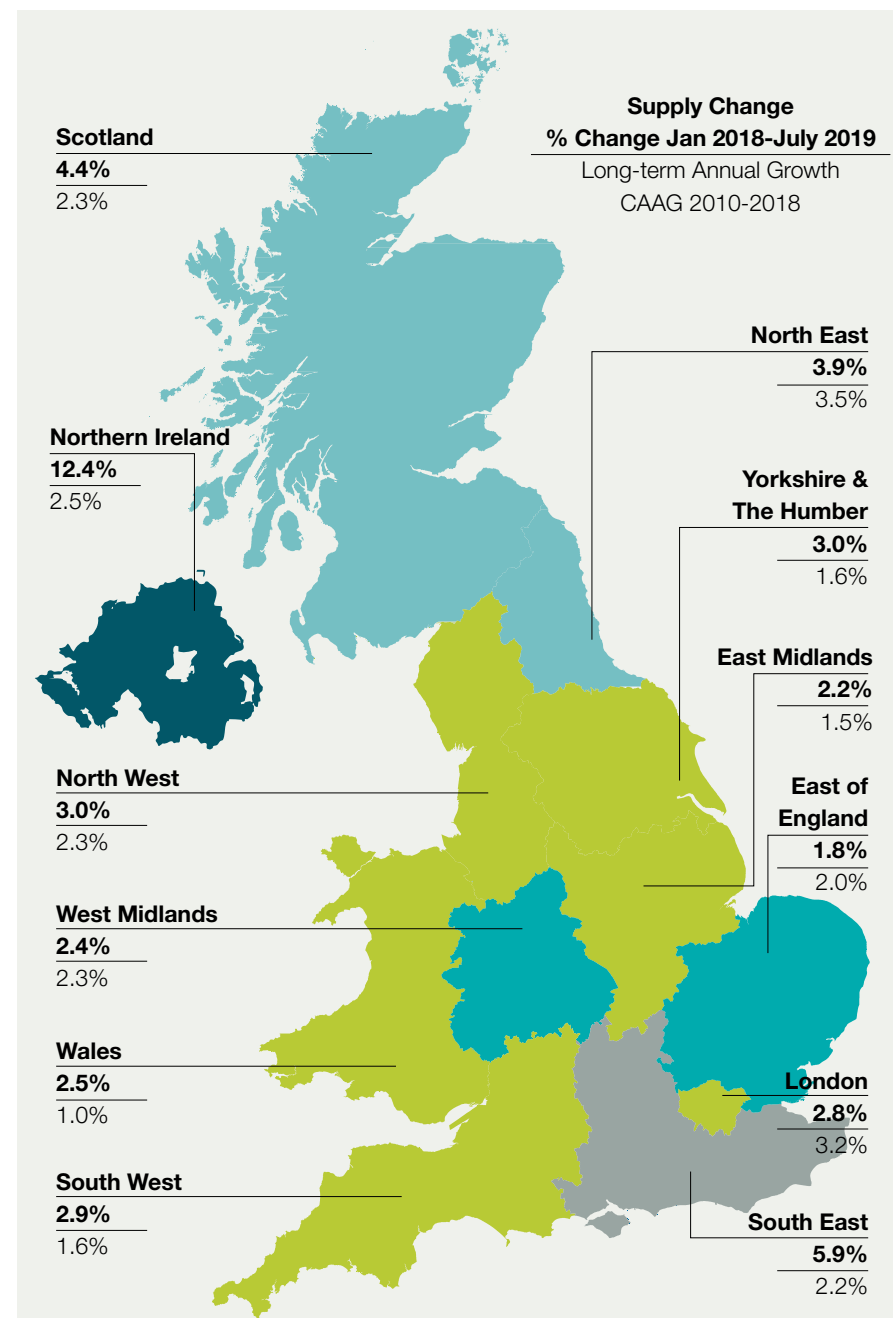 Supply Change
% Change Jan 2018-July 2019
Long-term Annual Growth
CAAG 2010-2018
Scotland
4.4%
2.3%
North East
3.9%
3.5%
Northern Ireland
12.4%
2.5%
Yorkshire &
The Humber
3.0%
1.6%
East Midlands
2.2%
1.5%
North West
3.0%
2.3%
East of
England
1.8%
2.0%
West Midlands
2.4%
2.3%
Wales
2.5%
1.0%
London
2.8%
3.2%
South West
2.9%
1.6%
South East
5.9%
2.2%